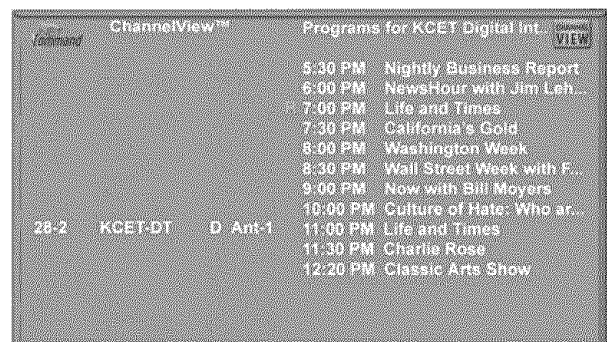 Command
ChannelView™
Programs for KCET Digital Int...
CHANNEL
VIEW
5:30 PM Nightly Business Report
6:00 PM NewsHour with Jim Leh...
7:00 PM Life and Times
7:30 PM California's Gold
8:00 PM Washington Week
8:30 PM Wall Street Week with F...
9:00 PM Now with Bill Moyers
10:00 PM Culture of Hate: Who ar...
28-2 KCET-DT D Ant-1 11:00 PM Life and Times
11:30 PM Charlie Rose
12:20 PM Classic Arts Show